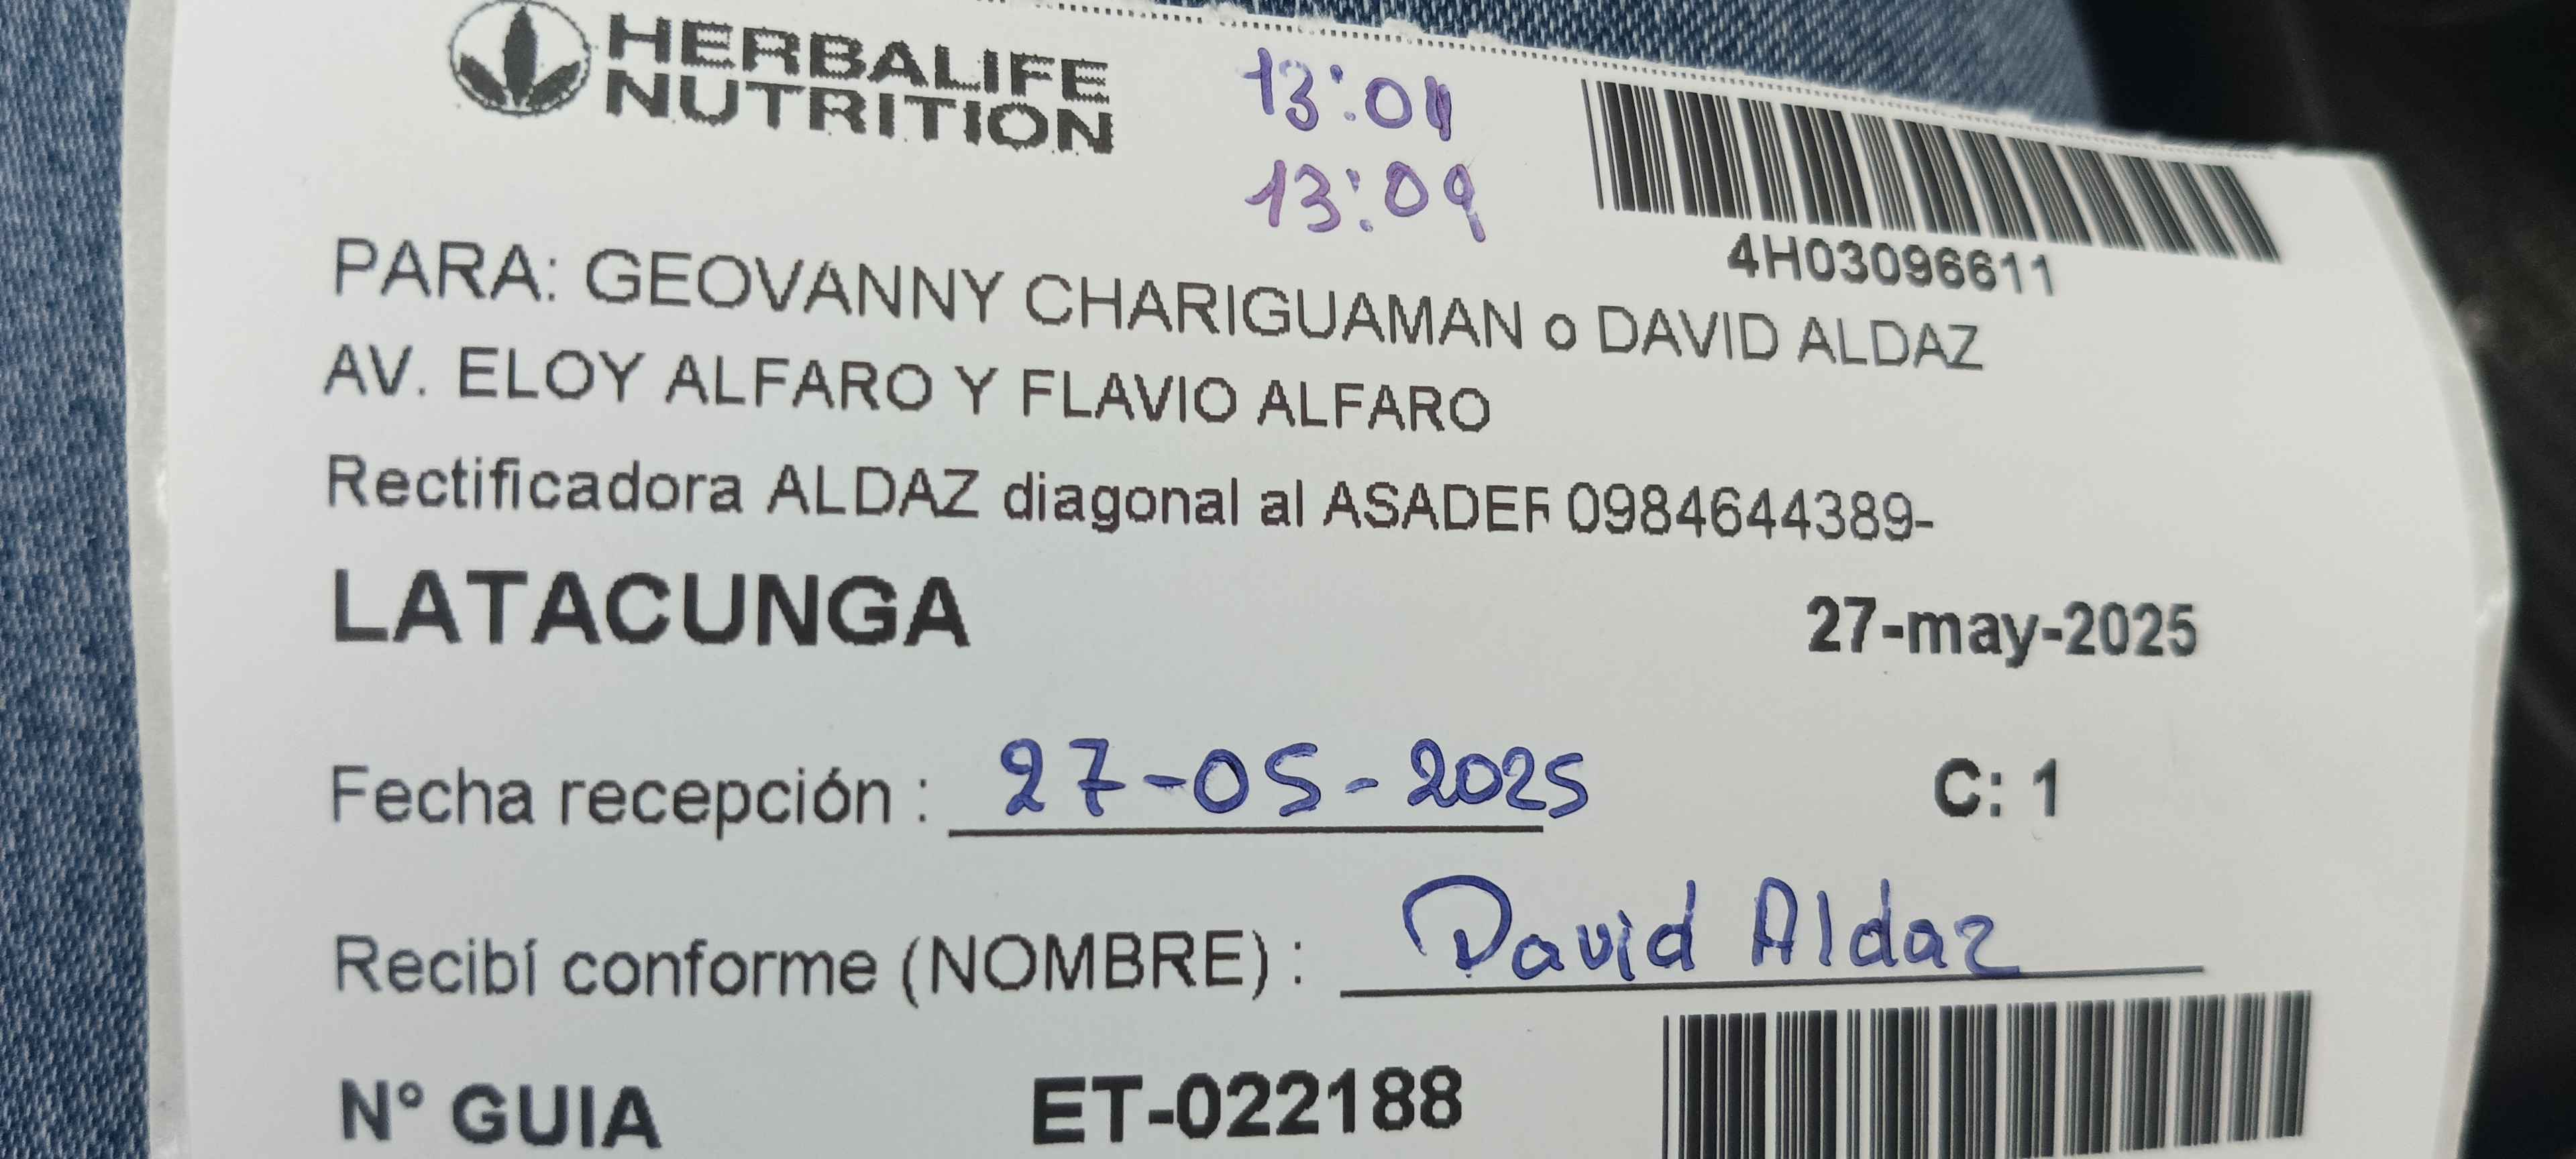 HERBALIFE
NUTRITION
13:01
13:09
4H03096611
PARA: GEOVANNY CHARIGUAMAN o DAVID ALDAZ
AV. ELOY ALFARO Y FLAVIO ALFARO
Rectificadora ALDAZ diagonal al ASADER 0984644389-
LATACUNGA
27-may-2025
Fecha recepción : 27-05-2025
C: 1
Recibí conforme (NOMBRE) : David Aldaz
N° GUIA ET-022188